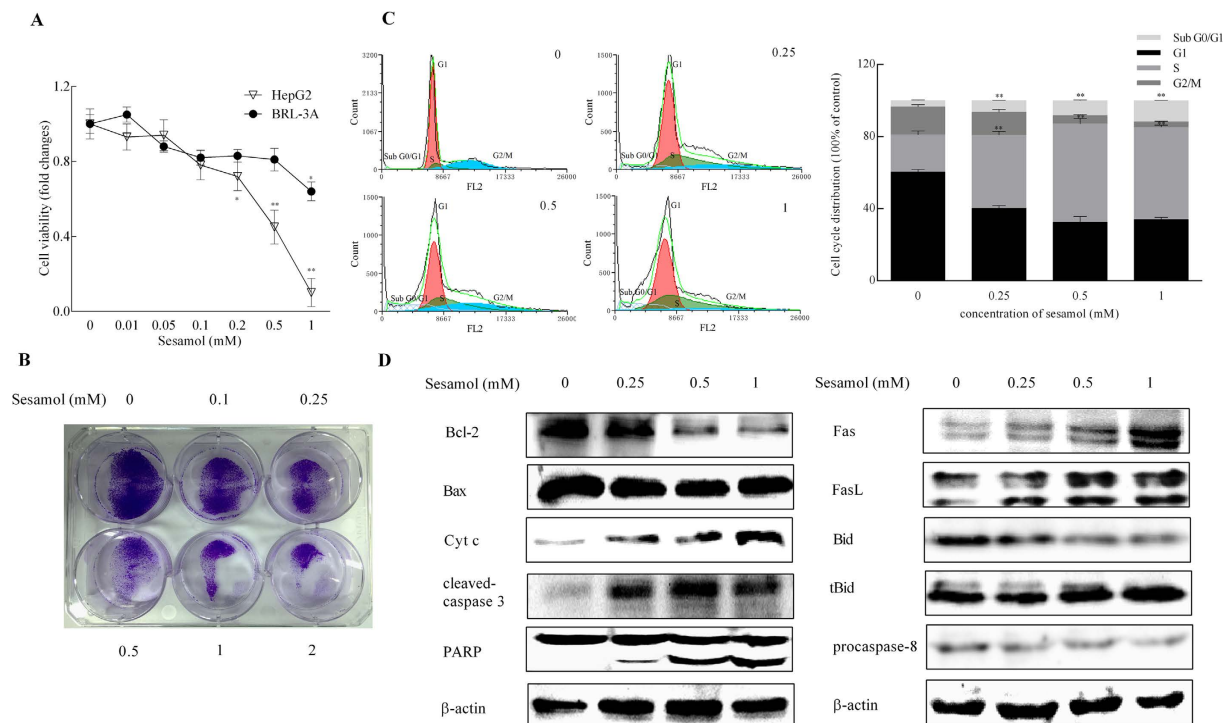 A
1.2
0.8
0.4
0.0
Cell viability (fold changes)
HepG2
BRL-3A
*
**
*
**
0 0.01 0.05 0.1 0.2 0.5 1
Sesamol (mM)
C
0
3200
2133
1067
0
Count
G1
Sub G0/G1
S
G2/M
0 8667 17333 26000
FL2
0.25
1500
1000
500
0
Count
G1
Sub G0/G1
S
G2/M
0 8667 17333 26000
FL2
0.5
1500
1000
500
0
Count
G1
Sub G0/G1
S
G2/M
0 8667 17333 26000
FL2
1
1500
1000
500
0
Count
G1
Sub G0/G1
S
G2/M
0 8667 17333 26000
FL2
Sub G0/G1
G1
S
G2/M
120
80
40
0
Cell cycle distribution (100% of control)
** ** **
**
0 0.25 0.5 1
concentration of sesamol (mM)
B
Sesamol (mM) 0 0.1 0.25
0.5 1 2
D
Sesamol (mM) 0 0.25 0.5 1
Bcl-2
Bax
Cyt c
cleaved-
caspase 3
PARP
β-actin
Sesamol (mM) 0 0.25 0.5 1
Fas
FasL
Bid
tBid
procaspase-8
β-actin